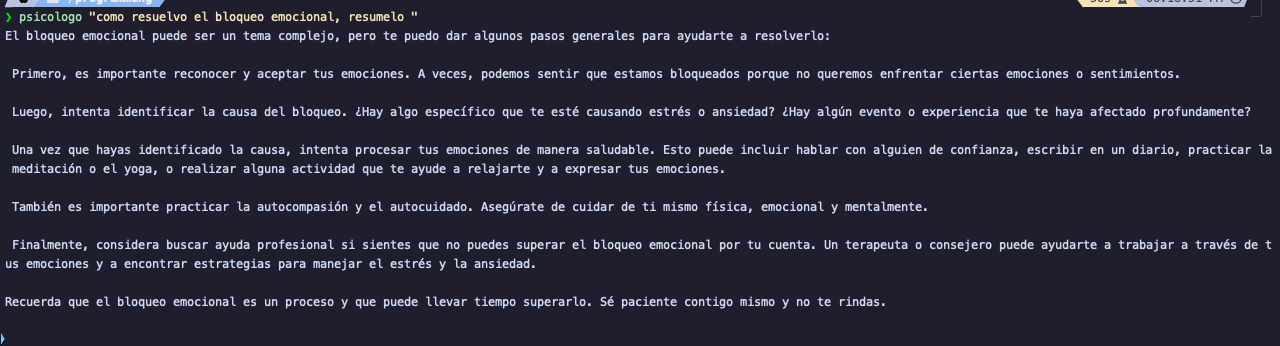 ❯ psicologo "como resuelvo el bloqueo emocional, resumelo "
El bloqueo emocional puede ser un tema complejo, pero te puedo dar algunos pasos generales para ayudarte a resolverlo:
Primero, es importante reconocer y aceptar tus emociones. A veces, podemos sentir que estamos bloqueados porque no queremos enfrentar ciertas emociones o sentimientos.
Luego, intenta identificar la causa del bloqueo. ¿Hay algo específico que te esté causando estrés o ansiedad? ¿Hay algún evento o experiencia que te haya afectado profundamente?
Una vez que hayas identificado la causa, intenta procesar tus emociones de manera saludable. Esto puede incluir hablar con alguien de confianza, escribir en un diario, practicar la
meditación o el yoga, o realizar alguna actividad que te ayude a relajarte y a expresar tus emociones.
También es importante practicar la autocompasión y el autocuidado. Asegúrate de cuidar de ti mismo física, emocional y mentalmente.
Finalmente, considera buscar ayuda profesional si sientes que no puedes superar el bloqueo emocional por tu cuenta. Un terapeuta o consejero puede ayudarte a trabajar a través de t
us emociones y a encontrar estrategias para manejar el estrés y la ansiedad.
Recuerda que el bloqueo emocional es un proceso y que puede llevar tiempo superarlo. Sé paciente contigo mismo y no te rindas.